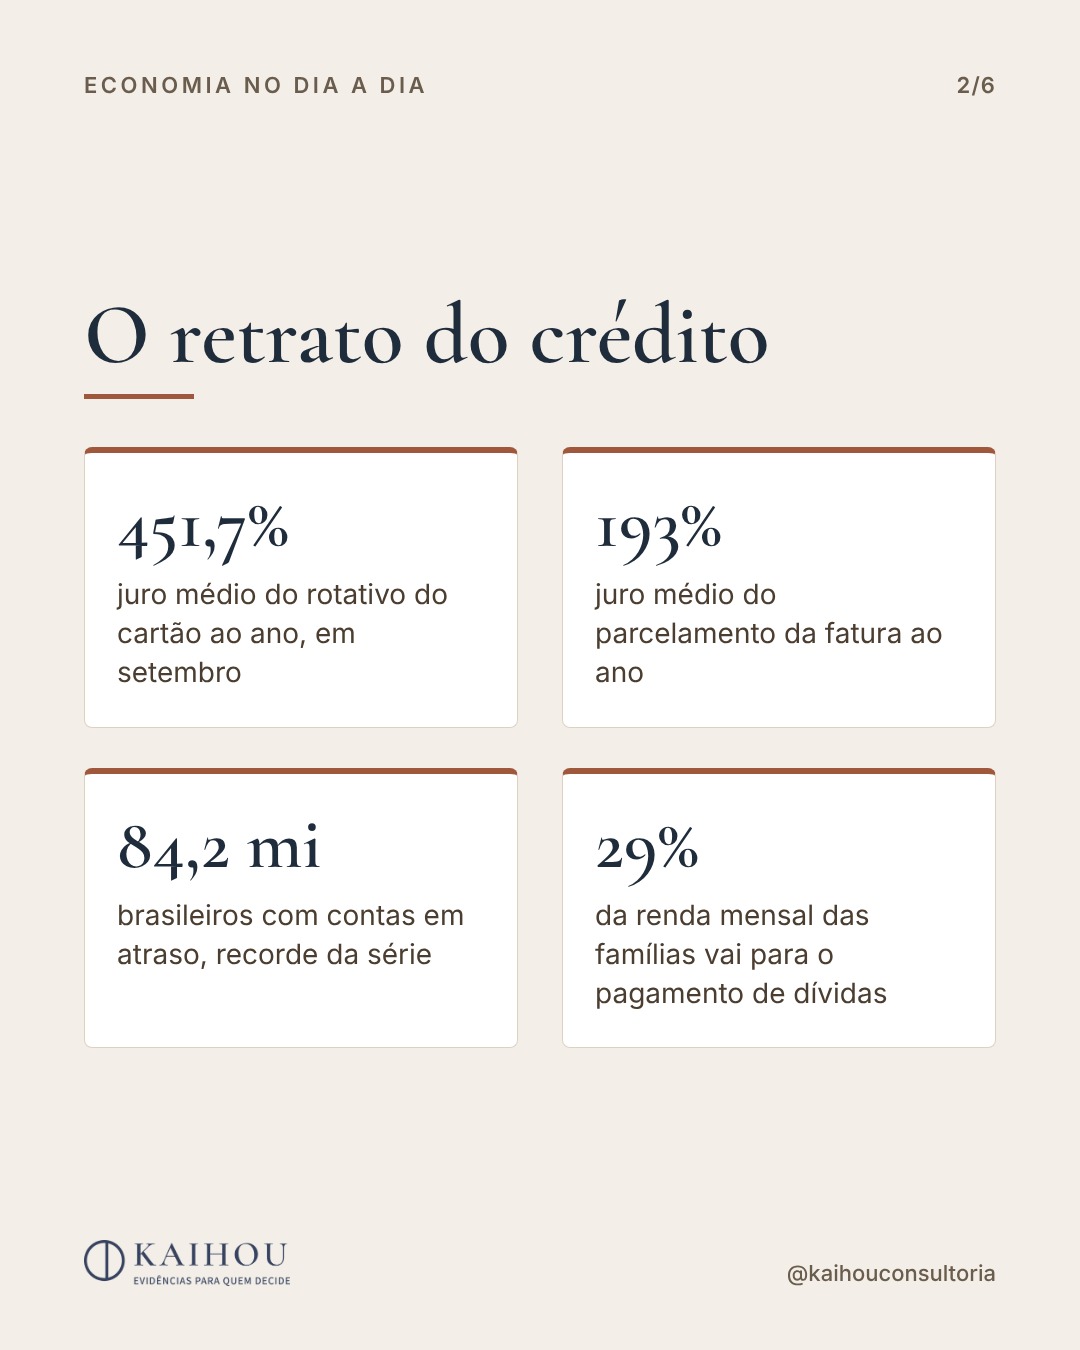 ECONOMIA NO DIA A DIA
2/6
O retrato do crédito
451,7%
juro médio do rotativo do
cartão ao ano, em
setembro
193%
juro médio do
parcelamento da fatura ao
ano
84,2 mi
brasileiros com contas em
atraso, recorde da série
29%
da renda mensal das
famílias vai para o
pagamento de dívidas
KAIHOU
EVIDÊNCIAS PARA QUEM DECIDE
@kaihouconsultoria